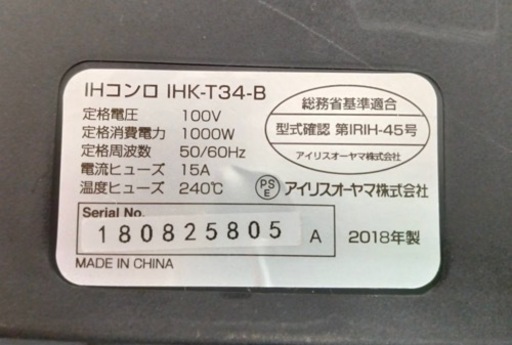 IHコンロ IHK-T34-B
定格電圧 100V
定格消費電力 1000W
定格周波数 50/60Hz
電流ヒューズ 15A
温度ヒューズ 240℃
総務省基準適合
型式確認 第IRIH-45号
アイリスオーヤマ株式会社
PS
E
アイリスオーヤマ株式会社
Serial No.
180825805 A
2018年製
MADE IN CHINA